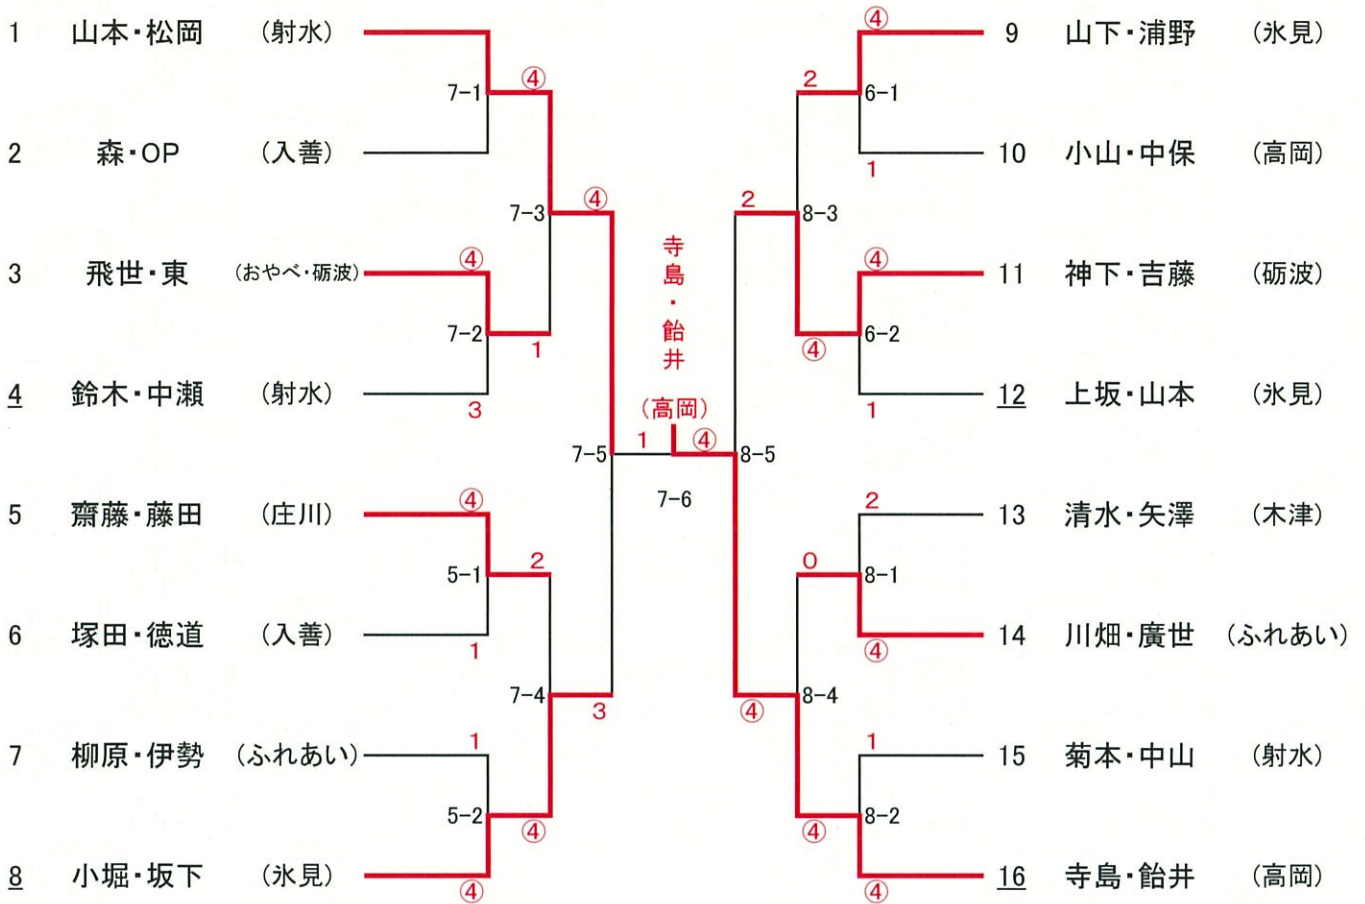 1 山本・松岡 (射水)
7-1 ④
2 森・OP (入善)
7-3 ④
3 飛世・東 (おやべ・砺波) ④
7-2 1
4 鈴木・中瀬 (射水) 3
7-5 1
5 齋藤・藤田 (庄川) ④
5-1 2
6 塚田・徳道 (入善) 1
7-4 3
7 柳原・伊勢 (ふれあい) 1
5-2 ④
8 小堀・坂下 (氷見) ④
寺島・飴井
(高岡)
④
7-6
④ 9 山下・浦野 (氷見)
2 6-1
1 10 小山・中保 (高岡)
2 8-3
④ 11 神下・吉藤 (砺波)
④ 6-2
1 12 上坂・山本 (氷見)
8-5
2 13 清水・矢澤 (木津)
0 8-1
④ 14 川畑・廣世 (ふれあい)
④ 8-4
1 15 菊本・中山 (射水)
④ 8-2
④ 16 寺島・飴井 (高岡)